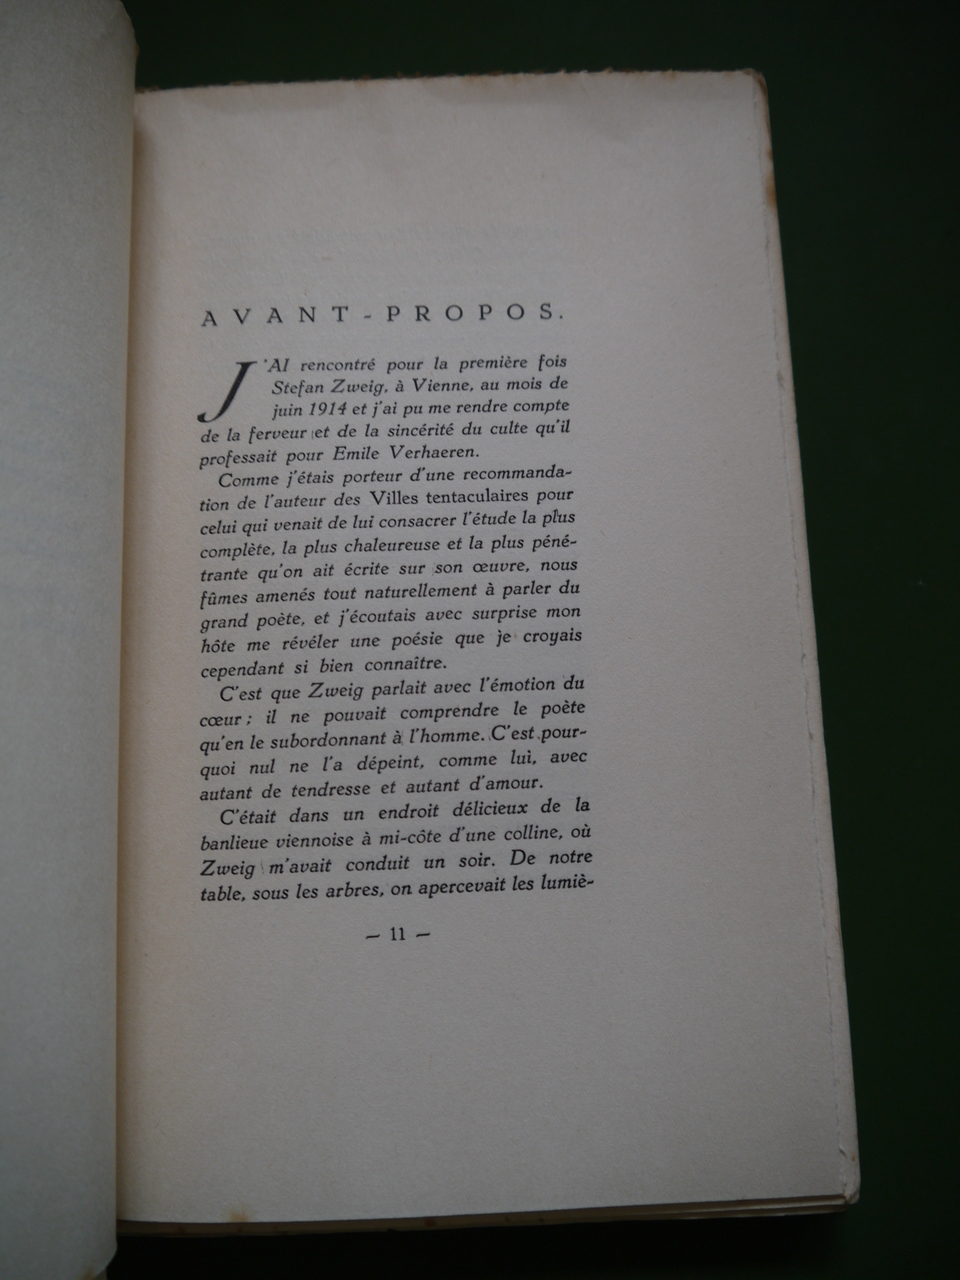 AVANT-PROPOS.
J'AI rencontré pour la première fois
Stefan Zweig, à Vienne, au mois de
juin 1914 et j'ai pu me rendre compte
de la ferveur et de la sincérité du culte qu'il
professait pour Emile Verhaeren.
Comme j'étais porteur d'une recommanda-
tion de l'auteur des Villes tentaculaires pour
celui qui venait de lui consacrer l'étude la plus
complète, la plus chaleureuse et la plus péné-
trante qu'on ait écrite sur son œuvre, nous
fûmes amenés tout naturellement à parler du
grand poète, et j'écoutais avec surprise mon
hôte me révéler une poésie que je croyais
cependant si bien connaître.
C'est que Zweig parlait avec l'émotion du
cœur ; il ne pouvait comprendre le poète
qu'en le subordonnant à l'homme. C'est pour-
quoi nul ne l'a dépeint, comme lui, avec
autant de tendresse et autant d'amour.
C'était dans un endroit délicieux de la
banlieue viennoise à mi-côte d'une colline, où
Zweig m'avait conduit un soir. De notre
table, sous les arbres, on apercevait les lumiè-
— 11 —